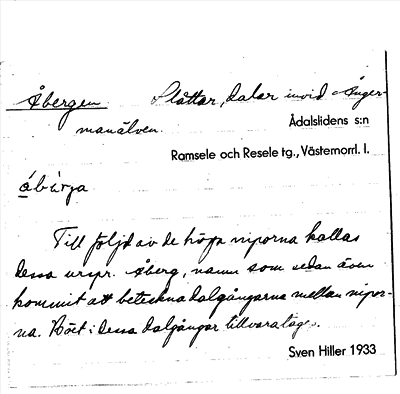 Åbergen Slåttar, dalar invid Ånger-
manälven.
Ådalslidens s:n
Ramsele och Resele tg., Västernorrl. l.
åbärja
Till följd av de höga niporna kallas
dessa urspr. åberg, namn som sedan även
kommit att beteckna dalgångarna mellan nipor-
na. Höet i dessa dalgångar tillvaratages.
Sven Hiller 1933